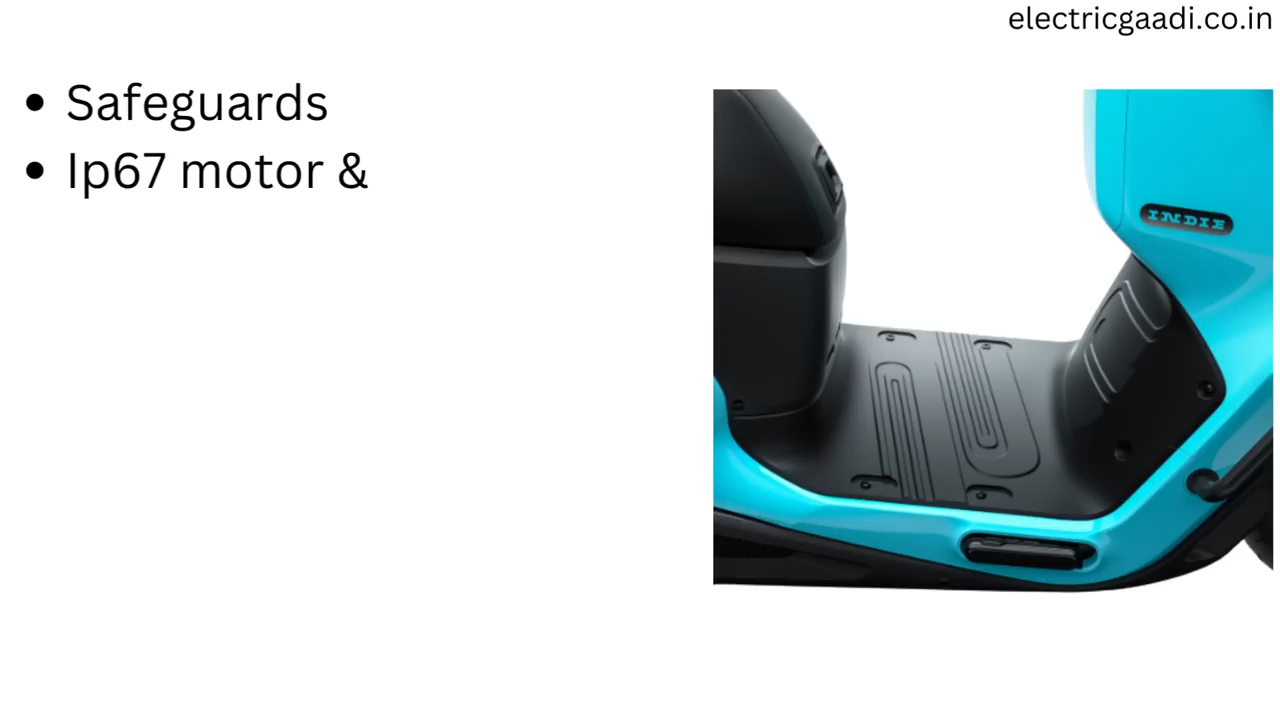 electricgaadi.co.in
• Safeguards
• Ip67 motor &
INDIE